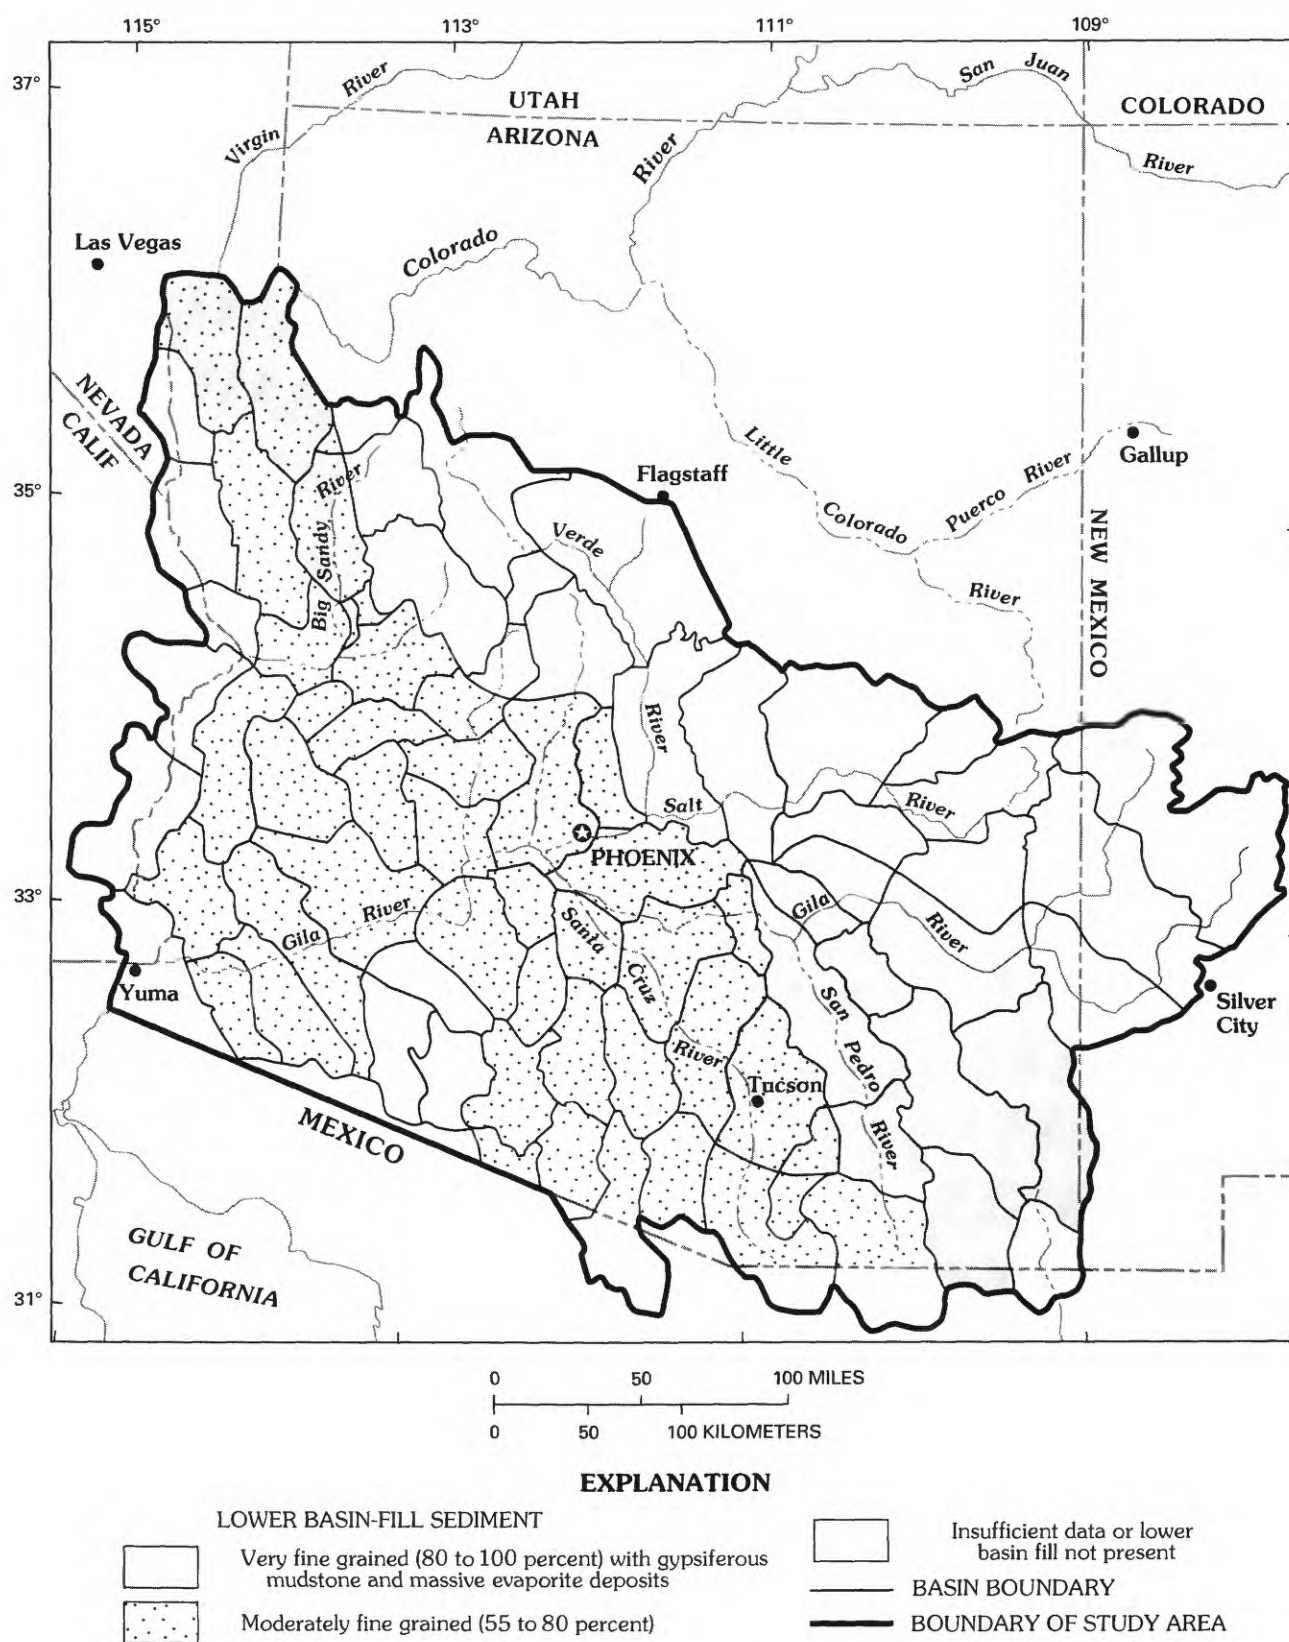 115° 113° 111° 109°
37°
35°
33°
31°
River
Virgin
UTAH
ARIZONA
San Juan
COLORADO
River
River
Las Vegas
Colorado
NEVADA
CALIF
Little
Colorado
River
Puerco River
Gallup
NEW MEXICO
Flagstaff
River
Big Sandy
Verde
River
Salt
River
PHOENIX
Gila
River
Gila
River
Santa
Cruz
River
San
Pedro
River
Yuma
Tucson
Silver
City
MEXICO
GULF OF
CALIFORNIA
0 50 100 MILES
0 50 100 KILOMETERS
EXPLANATION
LOWER BASIN-FILL SEDIMENT
Very fine grained (80 to 100 percent) with gypsiferous
mudstone and massive evaporite deposits
Moderately fine grained (55 to 80 percent)
Insufficient data or lower
basin fill not present
BASIN BOUNDARY
BOUNDARY OF STUDY AREA